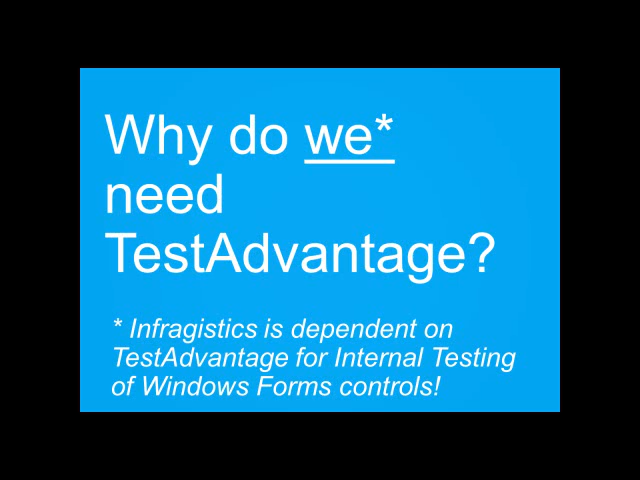 Why do we*
need
TestAdvantage?
* Infragistics is dependent on
TestAdvantage for Internal Testing
of Windows Forms controls!